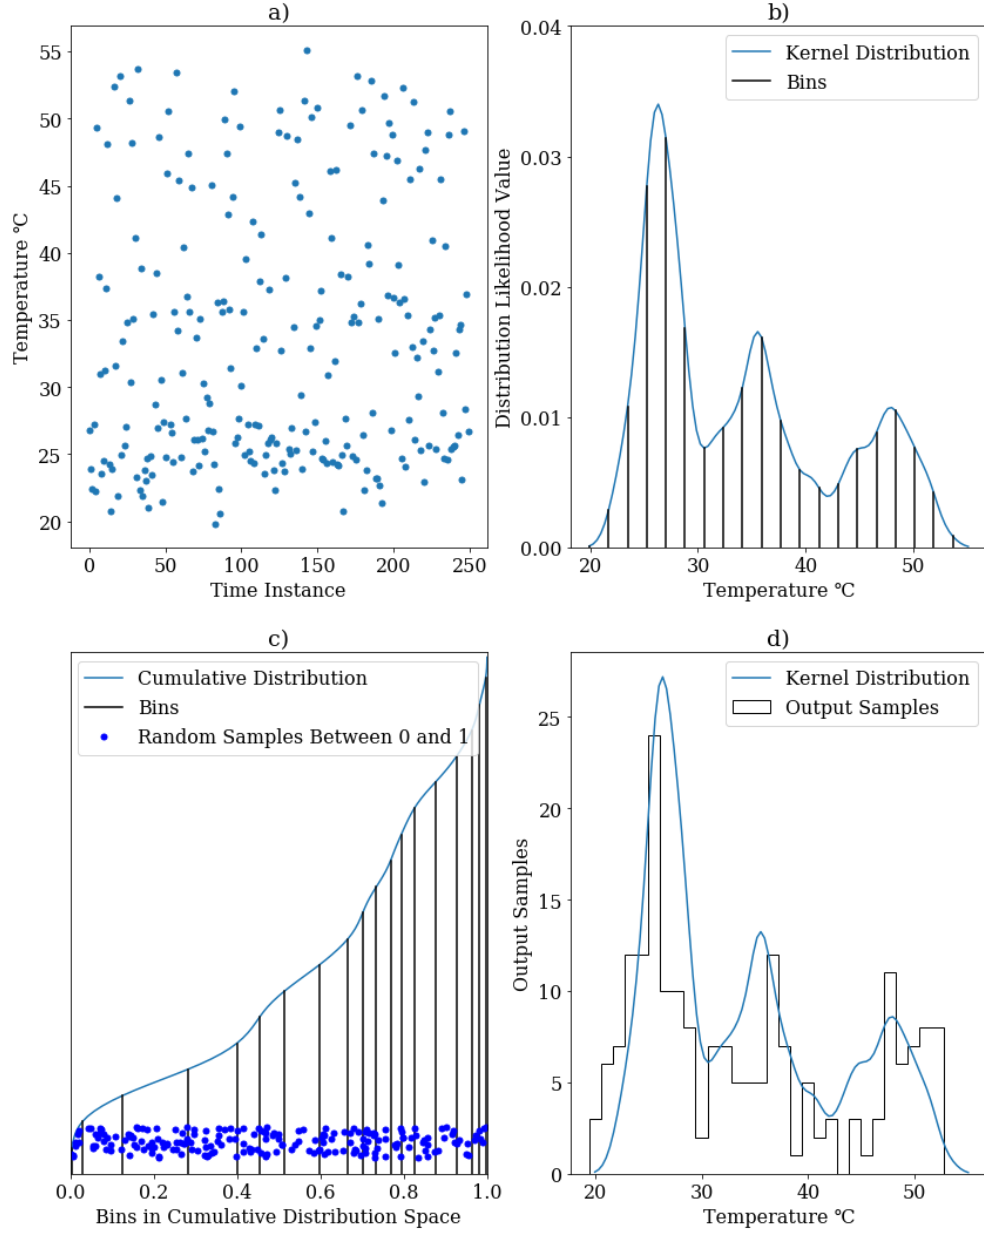 a)
55
50
45
40
35
30
25
20
Temperature ℃
0 50 100 150 200 250
Time Instance
b)
Kernel Distribution
Bins
0.04
0.03
0.02
0.01
0.00
Distribution Likelihood Value
20 30 40 50
Temperature ℃
c)
Cumulative Distribution
Bins
Random Samples Between 0 and 1
0.0 0.2 0.4 0.6 0.8 1.0
Bins in Cumulative Distribution Space
d)
Kernel Distribution
Output Samples
25
20
15
10
5
0
Output Samples
20 30 40 50
Temperature ℃